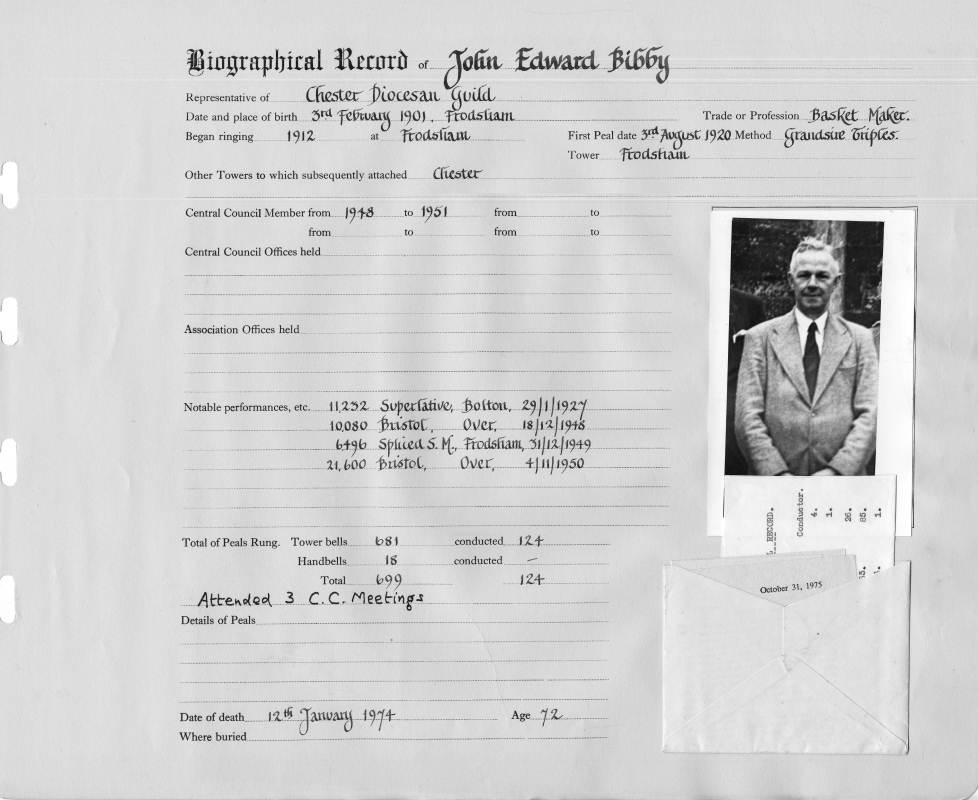 Biographical Record of John Edward Bibby
Representative of Chester Diocesan Guild
Date and place of birth 3rd February 1901. Frodsham Trade or Profession Basket Maker.
Began ringing 1912 at Frodsham First Peal date 3rd August 1920 Method Grandsire Triples.
Tower Frodsham
Other Towers to which subsequently attached Chester
Central Council Member from 1948 to 1951 from to
from to from to
Central Council Offices held
Association Offices held
Notable performances, etc. 11,232 Superlative, Bolton, 29/1/1927
10,080 Bristol, Over, 18/12/1948
6496 Spliced S. M., Frodsham, 31/12/1949
21,600 Bristol, Over, 4/11/1950
Total of Peals Rung. Tower bells 681 conducted 124
Handbells 18 conducted —
Total 699 124
Attended 3 C.C. Meetings
Details of Peals
Date of death 12th January 1974 Age 72
Where buried
RECORD.
Conductor.
4.
1.
26.
85.
1.
October 31, 1975